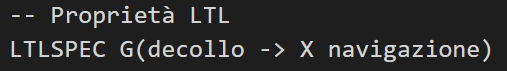 -- Proprietà LTL
LTLSPEC G(decollo -> X navigazione)